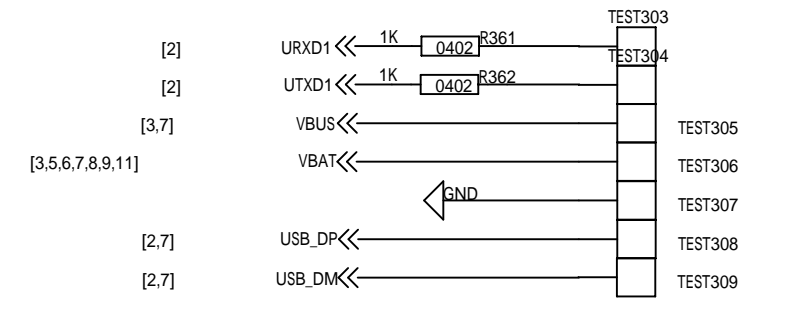 TEST303
[2] URXD1 1K 0402 R361
TEST304
[2] UTXD1 1K 0402 R362
[3,7] VBUS TEST305
[3,5,6,7,8,9,11] VBAT TEST306
GND TEST307
[2,7] USB_DP TEST308
[2,7] USB_DM TEST309